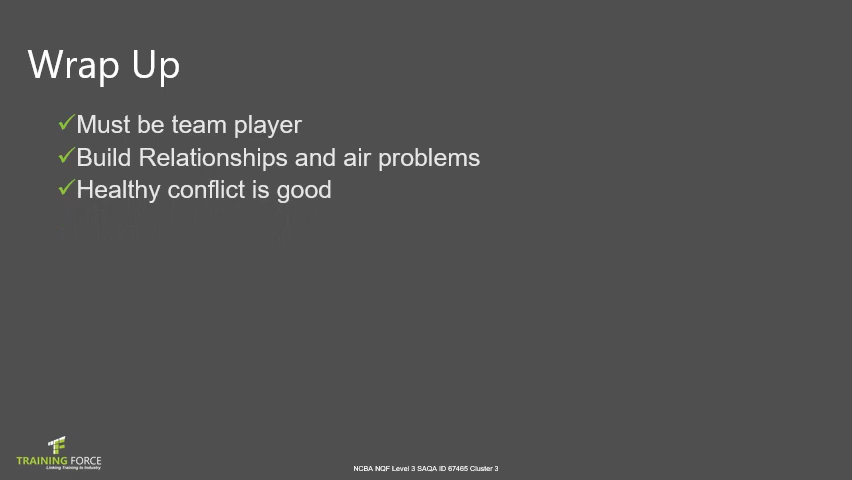 Wrap Up
✓Must be team player
✓Build Relationships and air problems
✓Healthy conflict is good
TRAINING FORCE
Linking Training to Industry
NCBA NQF Level 3 SAQA ID 67465 Cluster 3